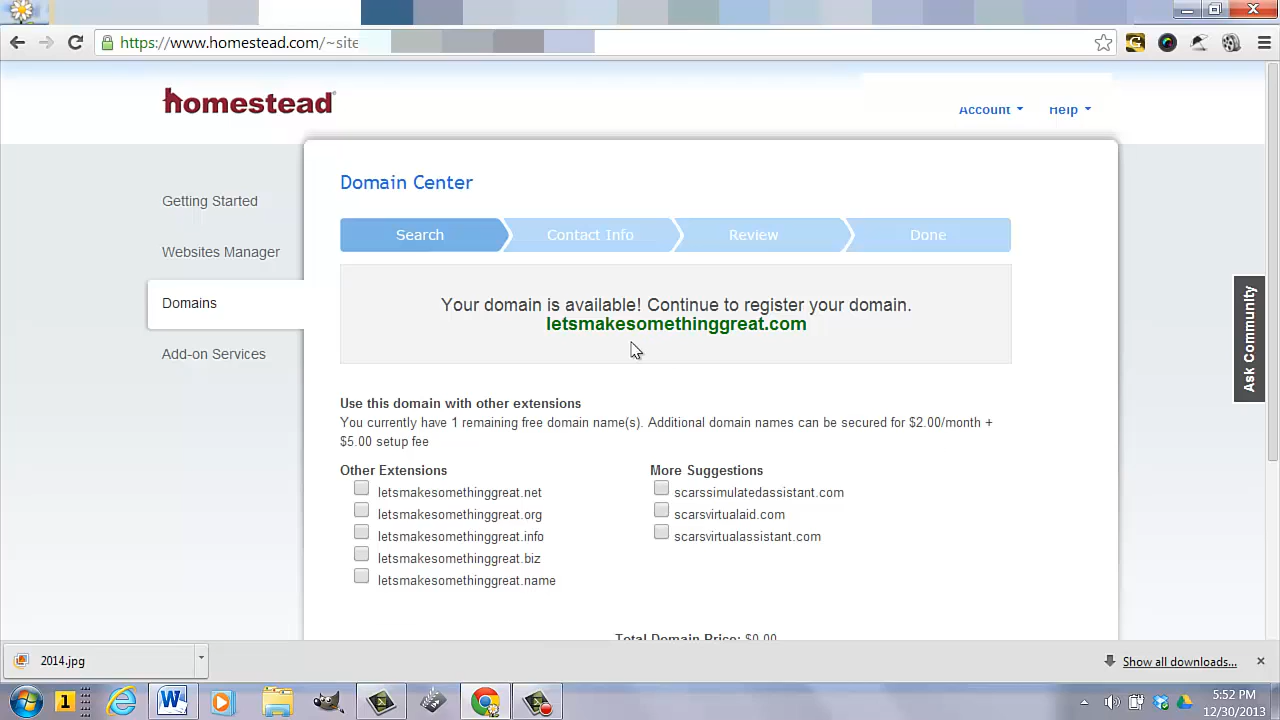 https://www.homestead.com/~site
homestead
Account
Help
Domain Center
Getting Started
Search
Contact Info
Review
Done
Websites Manager
Domains
Your domain is available! Continue to register your domain.
letsmakesomethinggreat.com
Add-on Services
Ask Community
Use this domain with other extensions
You currently have 1 remaining free domain name(s). Additional domain names can be secured for $2.00/month +
$5.00 setup fee
Other Extensions
letsmakesomethinggreat.net
letsmakesomethinggreat.org
letsmakesomethinggreat.info
letsmakesomethinggreat.biz
letsmakesomethinggreat.name
More Suggestions
scarssimulatedassistant.com
scarsvirtualaid.com
scarsvirtualassistant.com
Total Domain Price: $0.00
2014.jpg
Show all downloads...
1
5:52 PM
12/30/2013